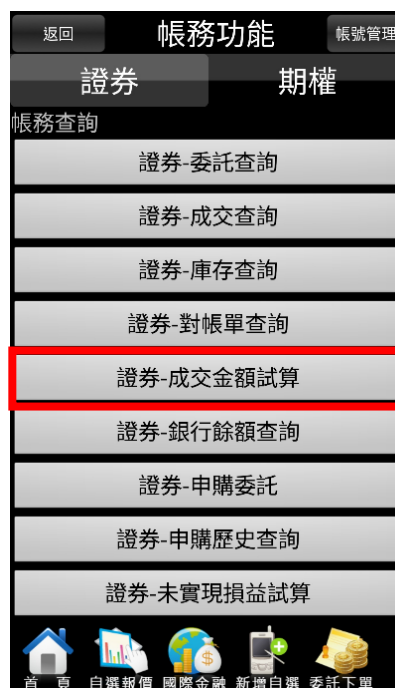 返回 帳務功能 帳號管理
證券 期權
帳務查詢
證券-委託查詢
證券-成交查詢
證券-庫存查詢
證券-對帳單查詢
證券-成交金額試算
證券-銀行餘額查詢
證券-申購委託
證券-申購歷史查詢
證券-未實現損益試算
首 頁 自選報價 國際金融 新增自選 委託下單